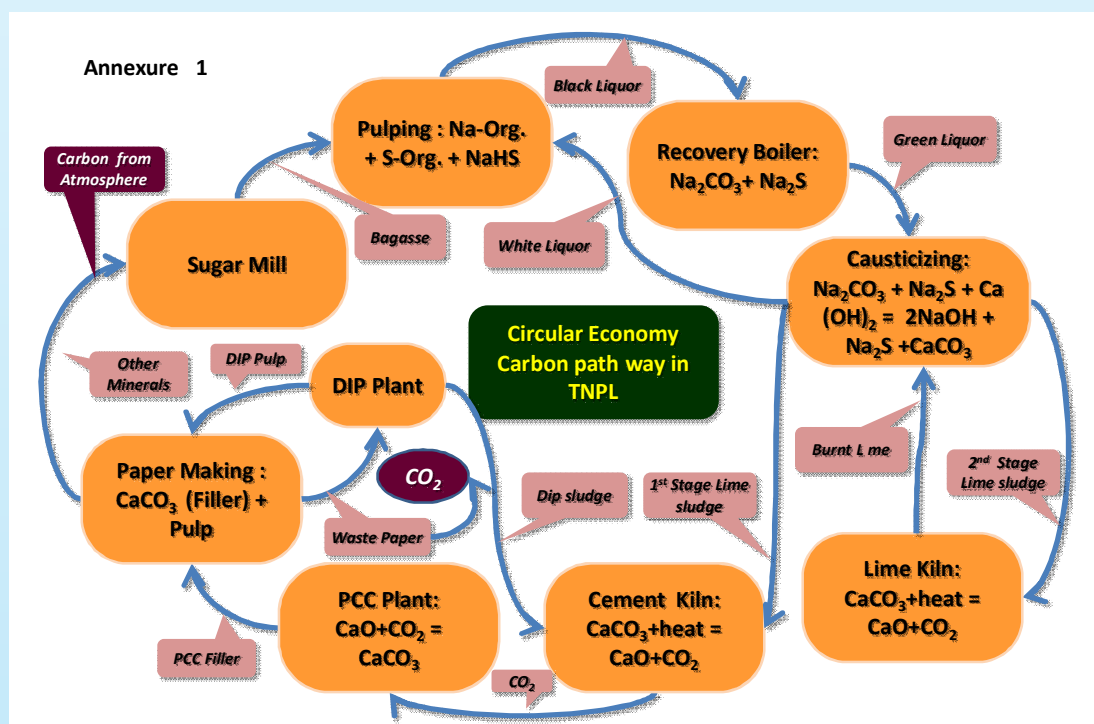 Annexure 1
Black Liquor
Pulping : Na-Org.
+ S-Org. + NaHS
Recovery Boiler:
Na₂CO₃+ Na₂S
Green Liquor
Carbon from
Atmosphere
Bagasse
White Liquor
Sugar Mill
Causticizing:
Na₂CO₃ + Na₂S + Ca
(OH)₂ = 2NaOH +
Na₂S +CaCO₃
Circular Economy
Carbon path way in
TNPL
Other
Minerals
DIP Pulp
DIP Plant
Burnt L me
2nd Stage
Lime sludge
Paper Making :
CaCO₃ (Filler) +
Pulp
CO₂
Dip sludge
1st Stage Lime
sludge
Waste Paper
PCC Plant:
CaO+CO₂ =
CaCO₃
Cement Kiln:
CaCO₃+heat =
CaO+CO₂
Lime Kiln:
CaCO₃+heat =
CaO+CO₂
PCC Filler
CO₂